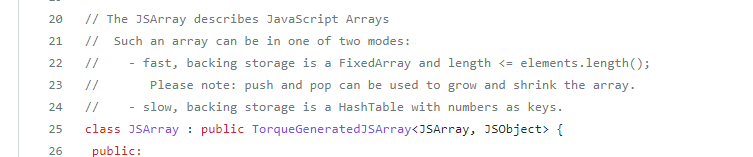 20 // The JSArray describes JavaScript Arrays
21 //  Such an array can be in one of two modes:
22 //    - fast, backing storage is a FixedArray and length <= elements.length();
23 //       Please note: push and pop can be used to grow and shrink the array.
24 //    - slow, backing storage is a HashTable with numbers as keys.
25 class JSArray : public TorqueGeneratedJSArray<JSArray, JSObject> {
26  public: